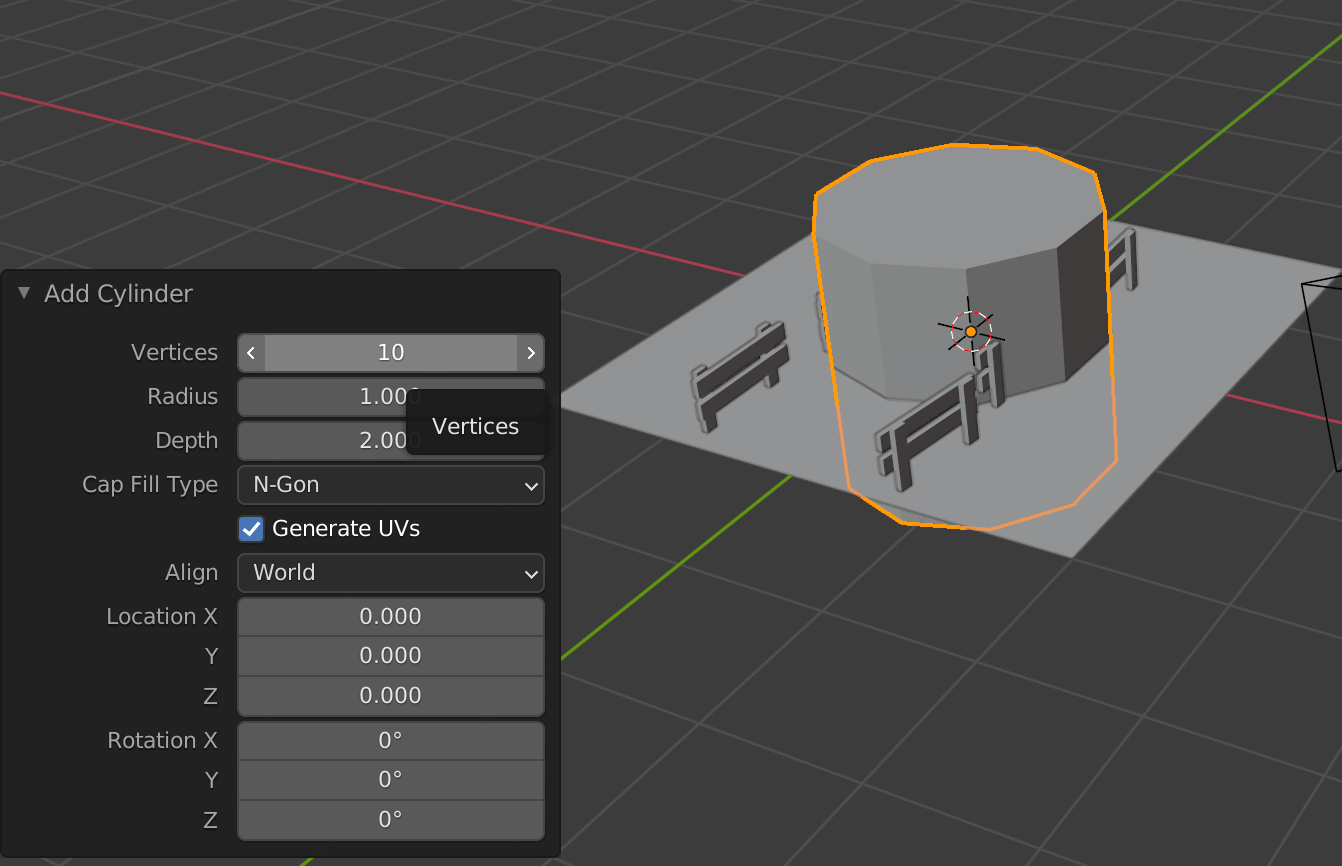 Add Cylinder
Vertices 10
Radius 1.000
Depth 2.000
Vertices
Cap Fill Type N-Gon
Generate UVs
Align World
Location X 0.000
Y 0.000
Z 0.000
Rotation X 0°
Y 0°
Z 0°